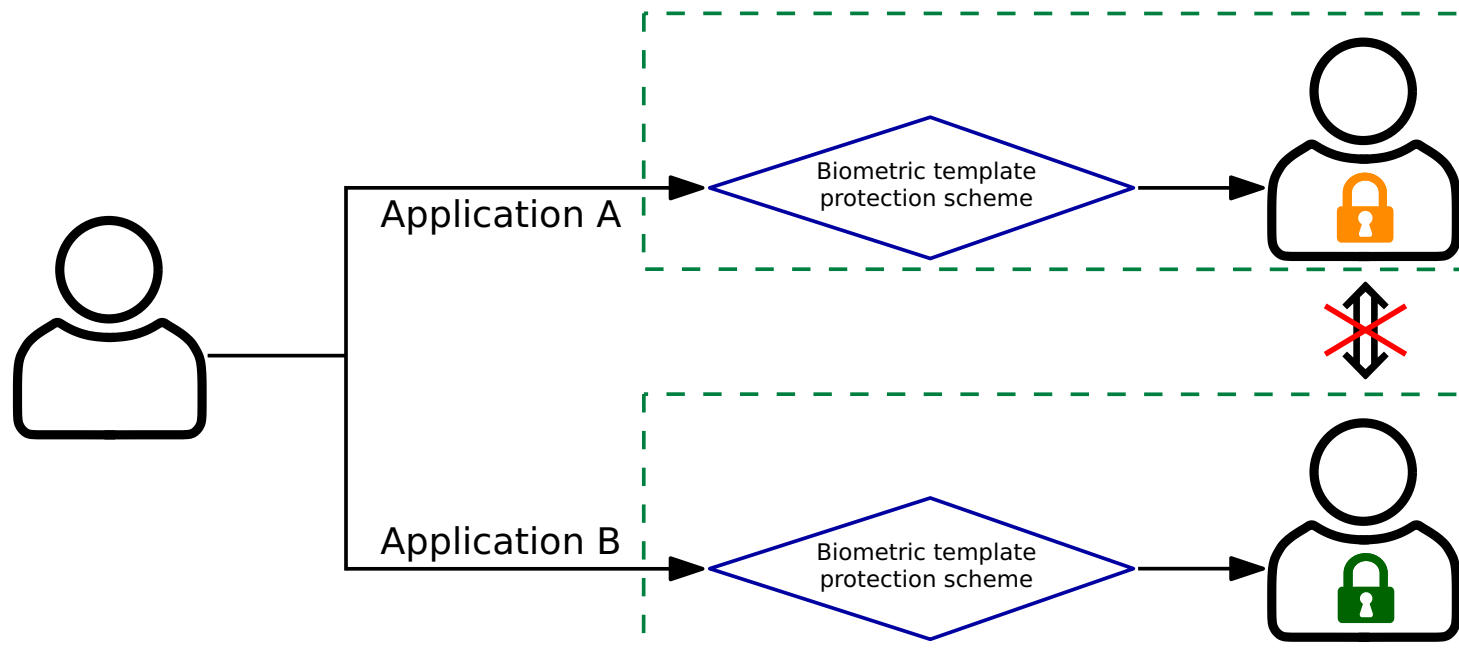 Biometric template
protection scheme
Application A
Application B
Biometric template
protection scheme